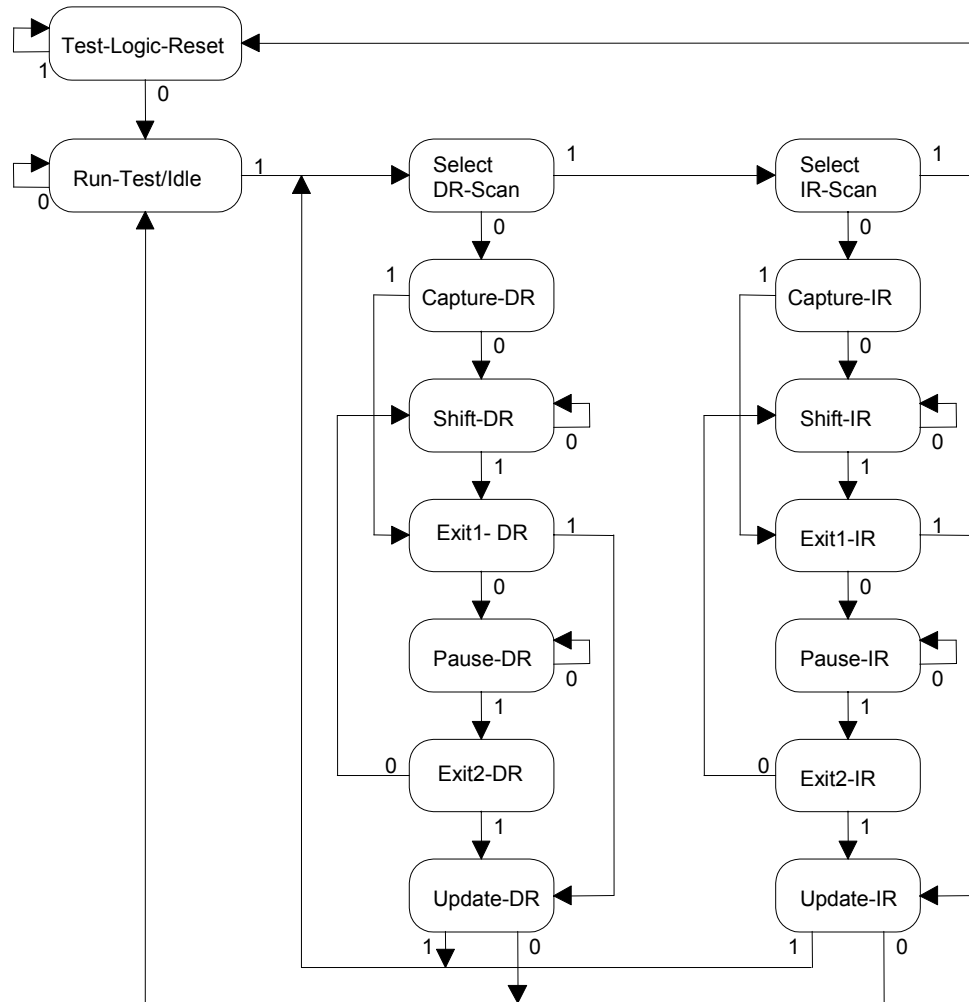 Test-Logic-Reset
1
0
Run-Test/Idle
1
0
Select
DR-Scan
1
0
Select
IR-Scan
1
0
1
Capture-DR
0
1
Capture-IR
0
Shift-DR
0
1
Shift-IR
0
1
Exit1- DR
1
0
Exit1-IR
1
0
Pause-DR
0
1
Pause-IR
0
1
0
Exit2-DR
1
0
Exit2-IR
1
Update-DR
1
0
Update-IR
1
0